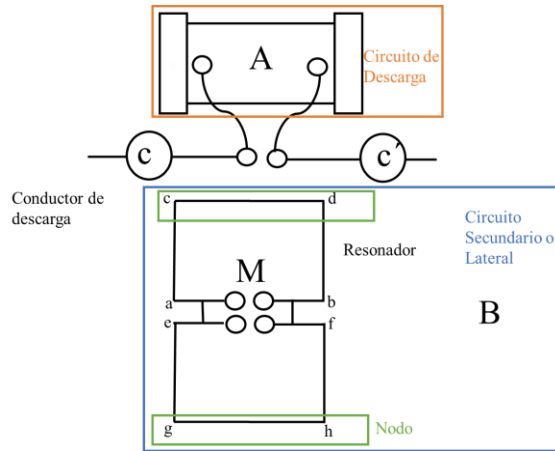 A
Circuito de
Descarga
c
c´
Conductor de
descarga
c
d
Circuito
Secundario o
Lateral
Resonador
M
B
a
b
e
f
g
h
Nodo